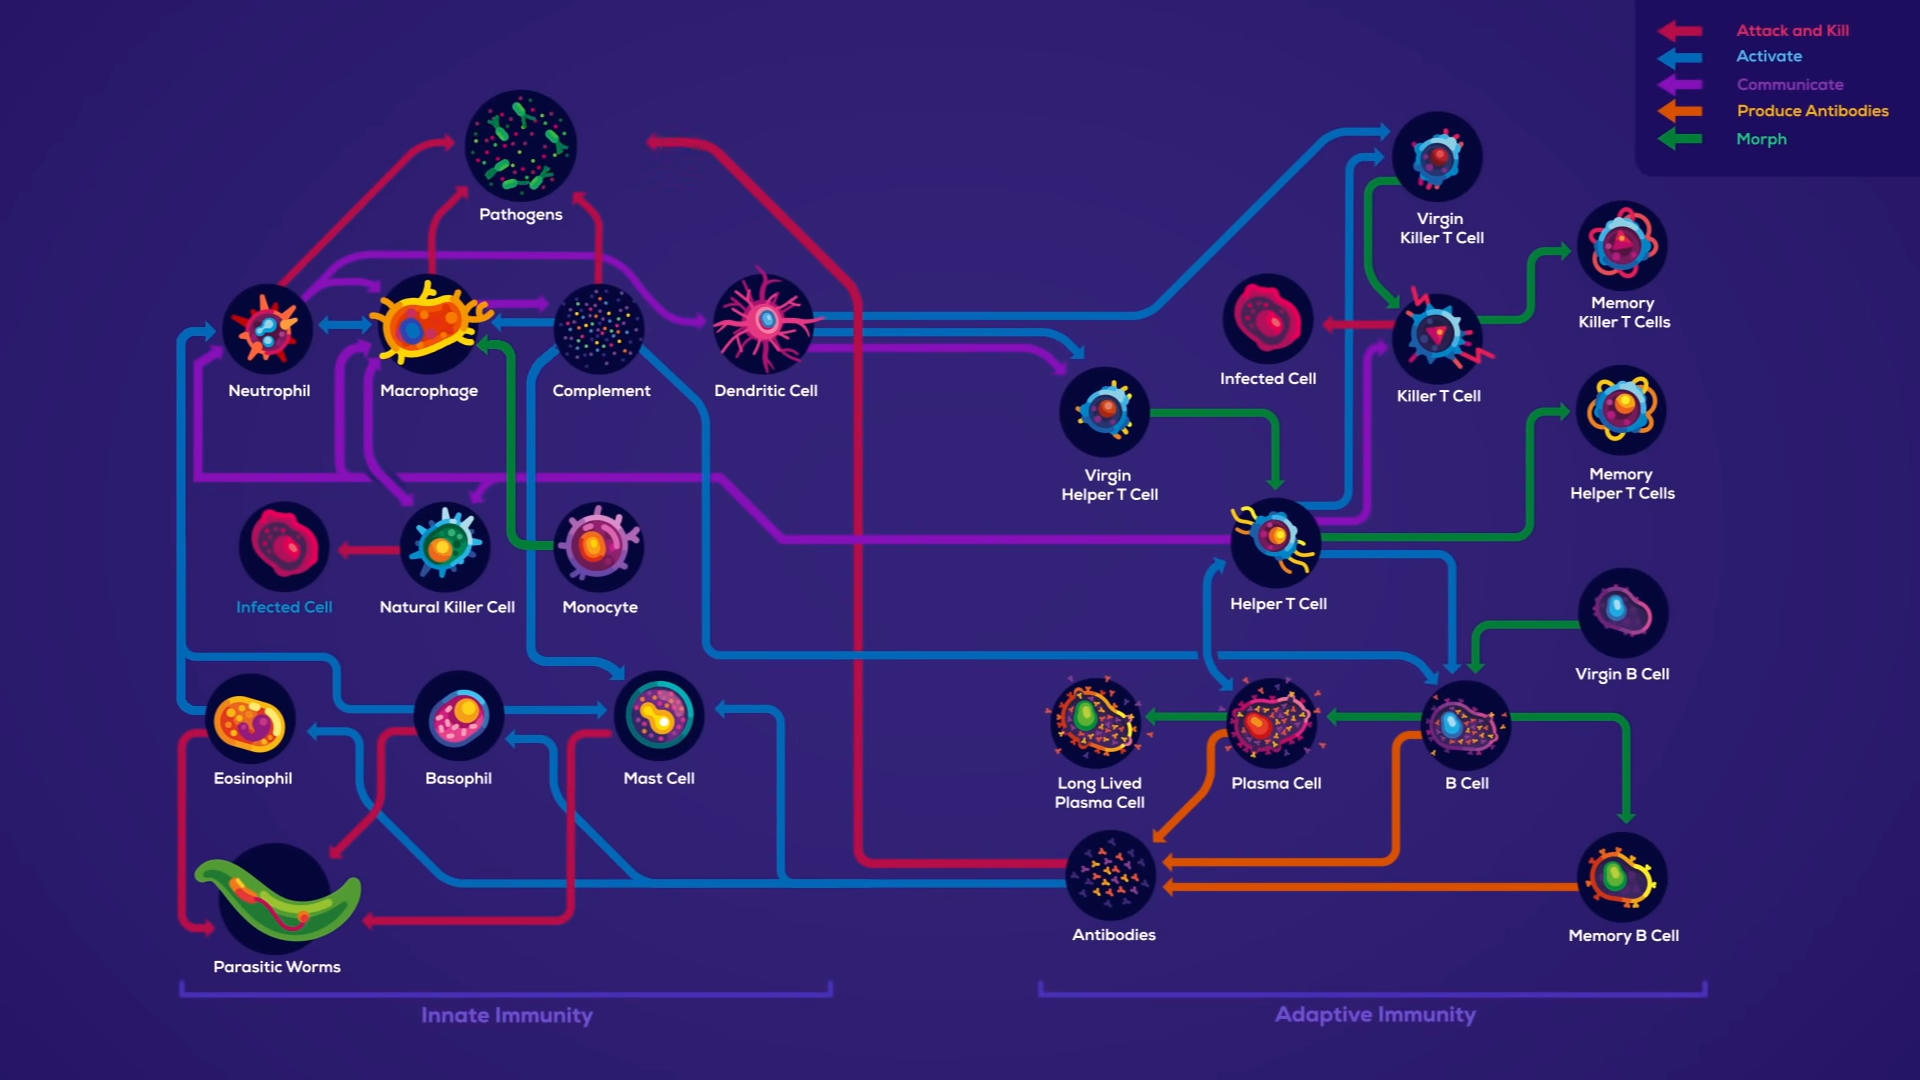 Attack and Kill
Activate
Communicate
Produce Antibodies
Morph
Pathogens
Virgin
Killer T Cell
Memory
Killer T Cells
Neutrophil
Macrophage
Complement
Dendritic Cell
Infected Cell
Killer T Cell
Virgin
Helper T Cell
Memory
Helper T Cells
Infected Cell
Natural Killer Cell
Monocyte
Helper T Cell
Virgin B Cell
Eosinophil
Basophil
Mast Cell
Long Lived
Plasma Cell
Plasma Cell
B Cell
Antibodies
Memory B Cell
Parasitic Worms
Innate Immunity
Adaptive Immunity